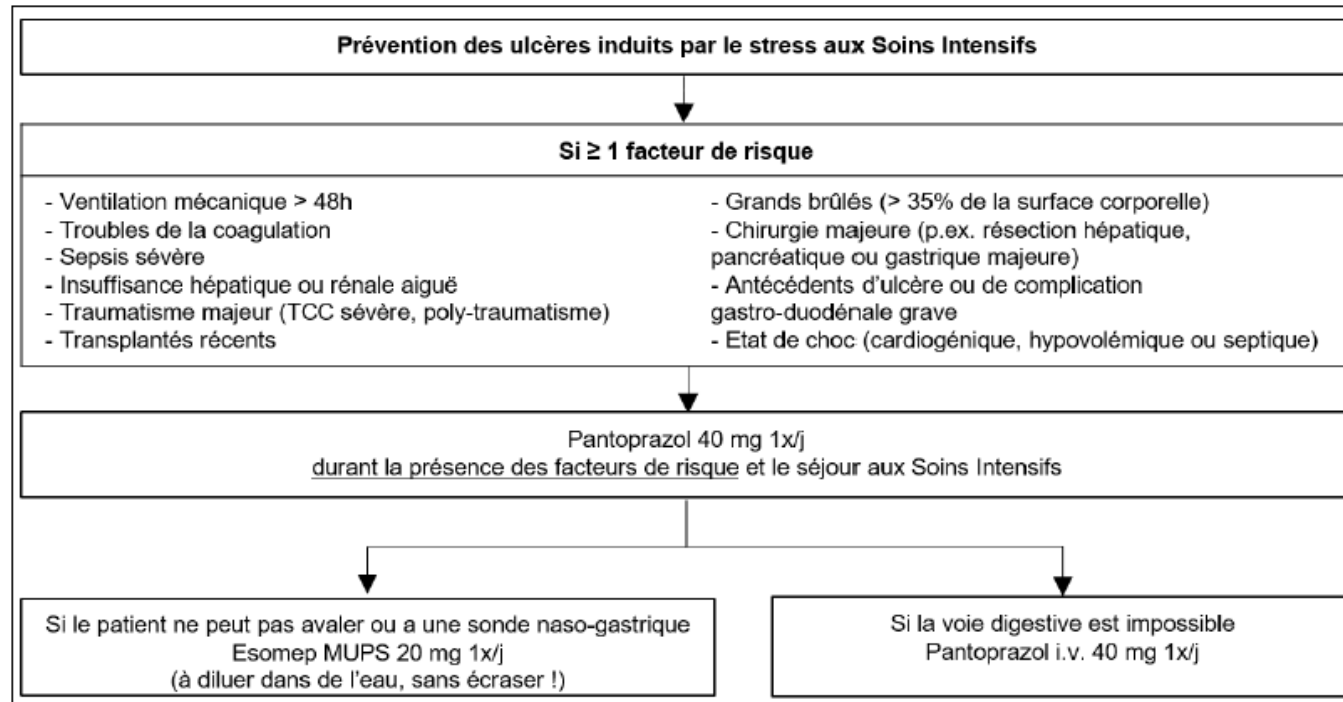 Prévention des ulcères induits par le stress aux Soins Intensifs
Si ≥ 1 facteur de risque
- Ventilation mécanique > 48h
- Troubles de la coagulation
- Sepsis sévère
- Insuffisance hépatique ou rénale aiguë
- Traumatisme majeur (TCC sévère, poly-traumatisme)
- Transplantés récents
- Grands brûlés (> 35% de la surface corporelle)
- Chirurgie majeure (p.ex. résection hépatique,
pancréatique ou gastrique majeure)
- Antécédents d'ulcère ou de complication
gastro-duodénale grave
- Etat de choc (cardiogénique, hypovolémique ou septique)
Pantoprazol 40 mg 1x/j
durant la présence des facteurs de risque et le séjour aux Soins Intensifs
Si le patient ne peut pas avaler ou a une sonde naso-gastrique
Esomep MUPS 20 mg 1x/j
(à diluer dans de l'eau, sans écraser !)
Si la voie digestive est impossible
Pantoprazol i.v. 40 mg 1x/j